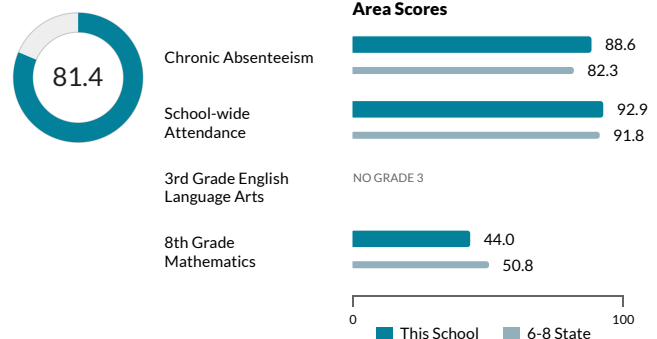 Area Scores
81.4
Chronic Absenteeism
88.6
82.3
School-wide
Attendance
92.9
91.8
3rd Grade English
Language Arts
NO GRADE 3
8th Grade
Mathematics
44.0
50.8
0 100
This School 6-8 State